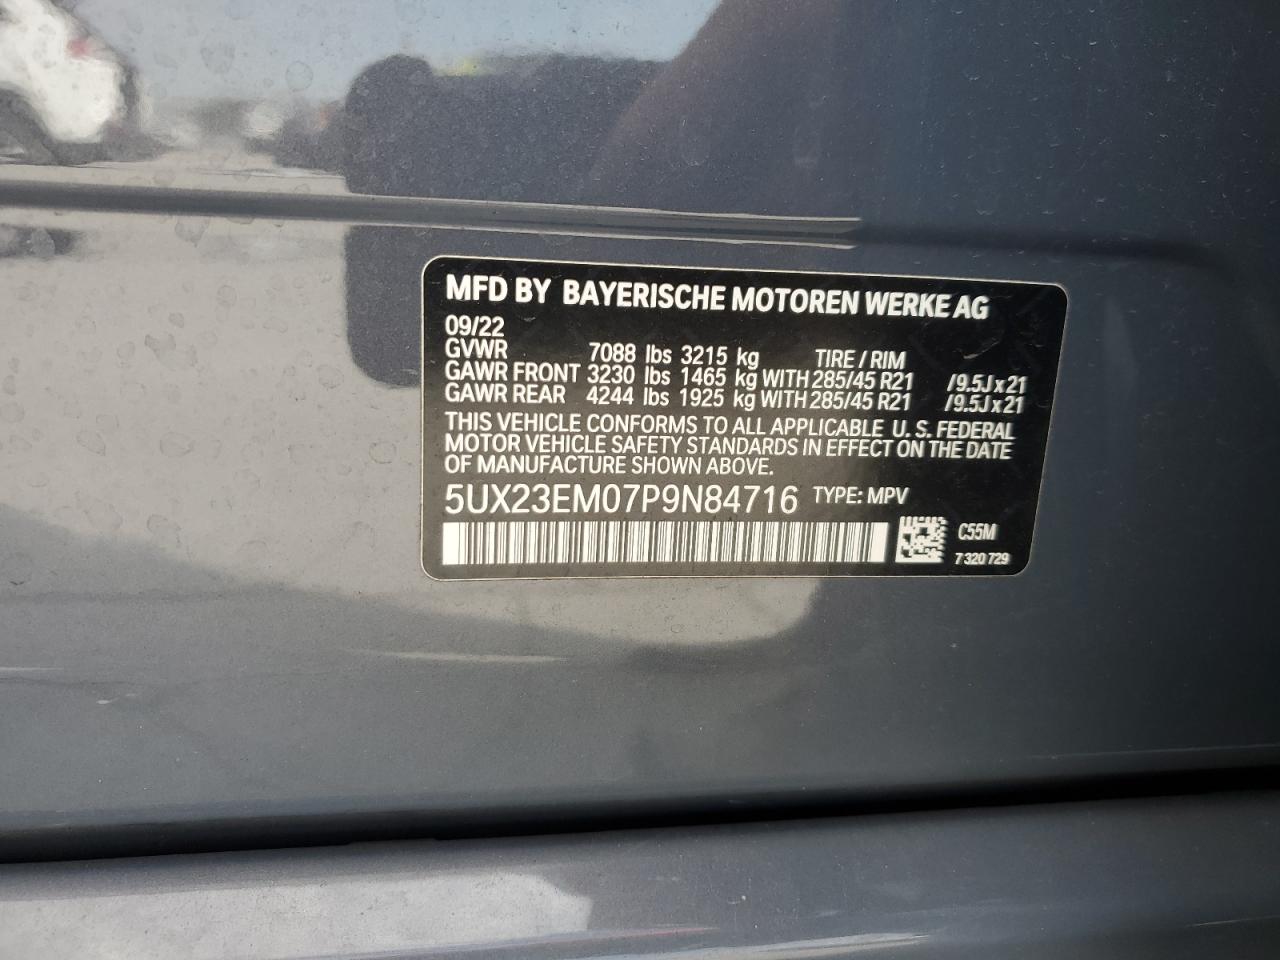 MFD BY BAYERISCHE MOTOREN WERKE AG
09/22
GVWR 7088 lbs 3215 kg TIRE / RIM
GAWR FRONT 3230 lbs 1465 kg WITH 285/45 R21 /9.5J x 21
GAWR REAR 4244 lbs 1925 kg WITH 285/45 R21 /9.5J x 21
THIS VEHICLE CONFORMS TO ALL APPLICABLE U. S. FEDERAL
MOTOR VEHICLE SAFETY STANDARDS IN EFFECT ON THE DATE
OF MANUFACTURE SHOWN ABOVE.
5UX23EM07P9N84716 TYPE: MPV
C55M
7 320 729